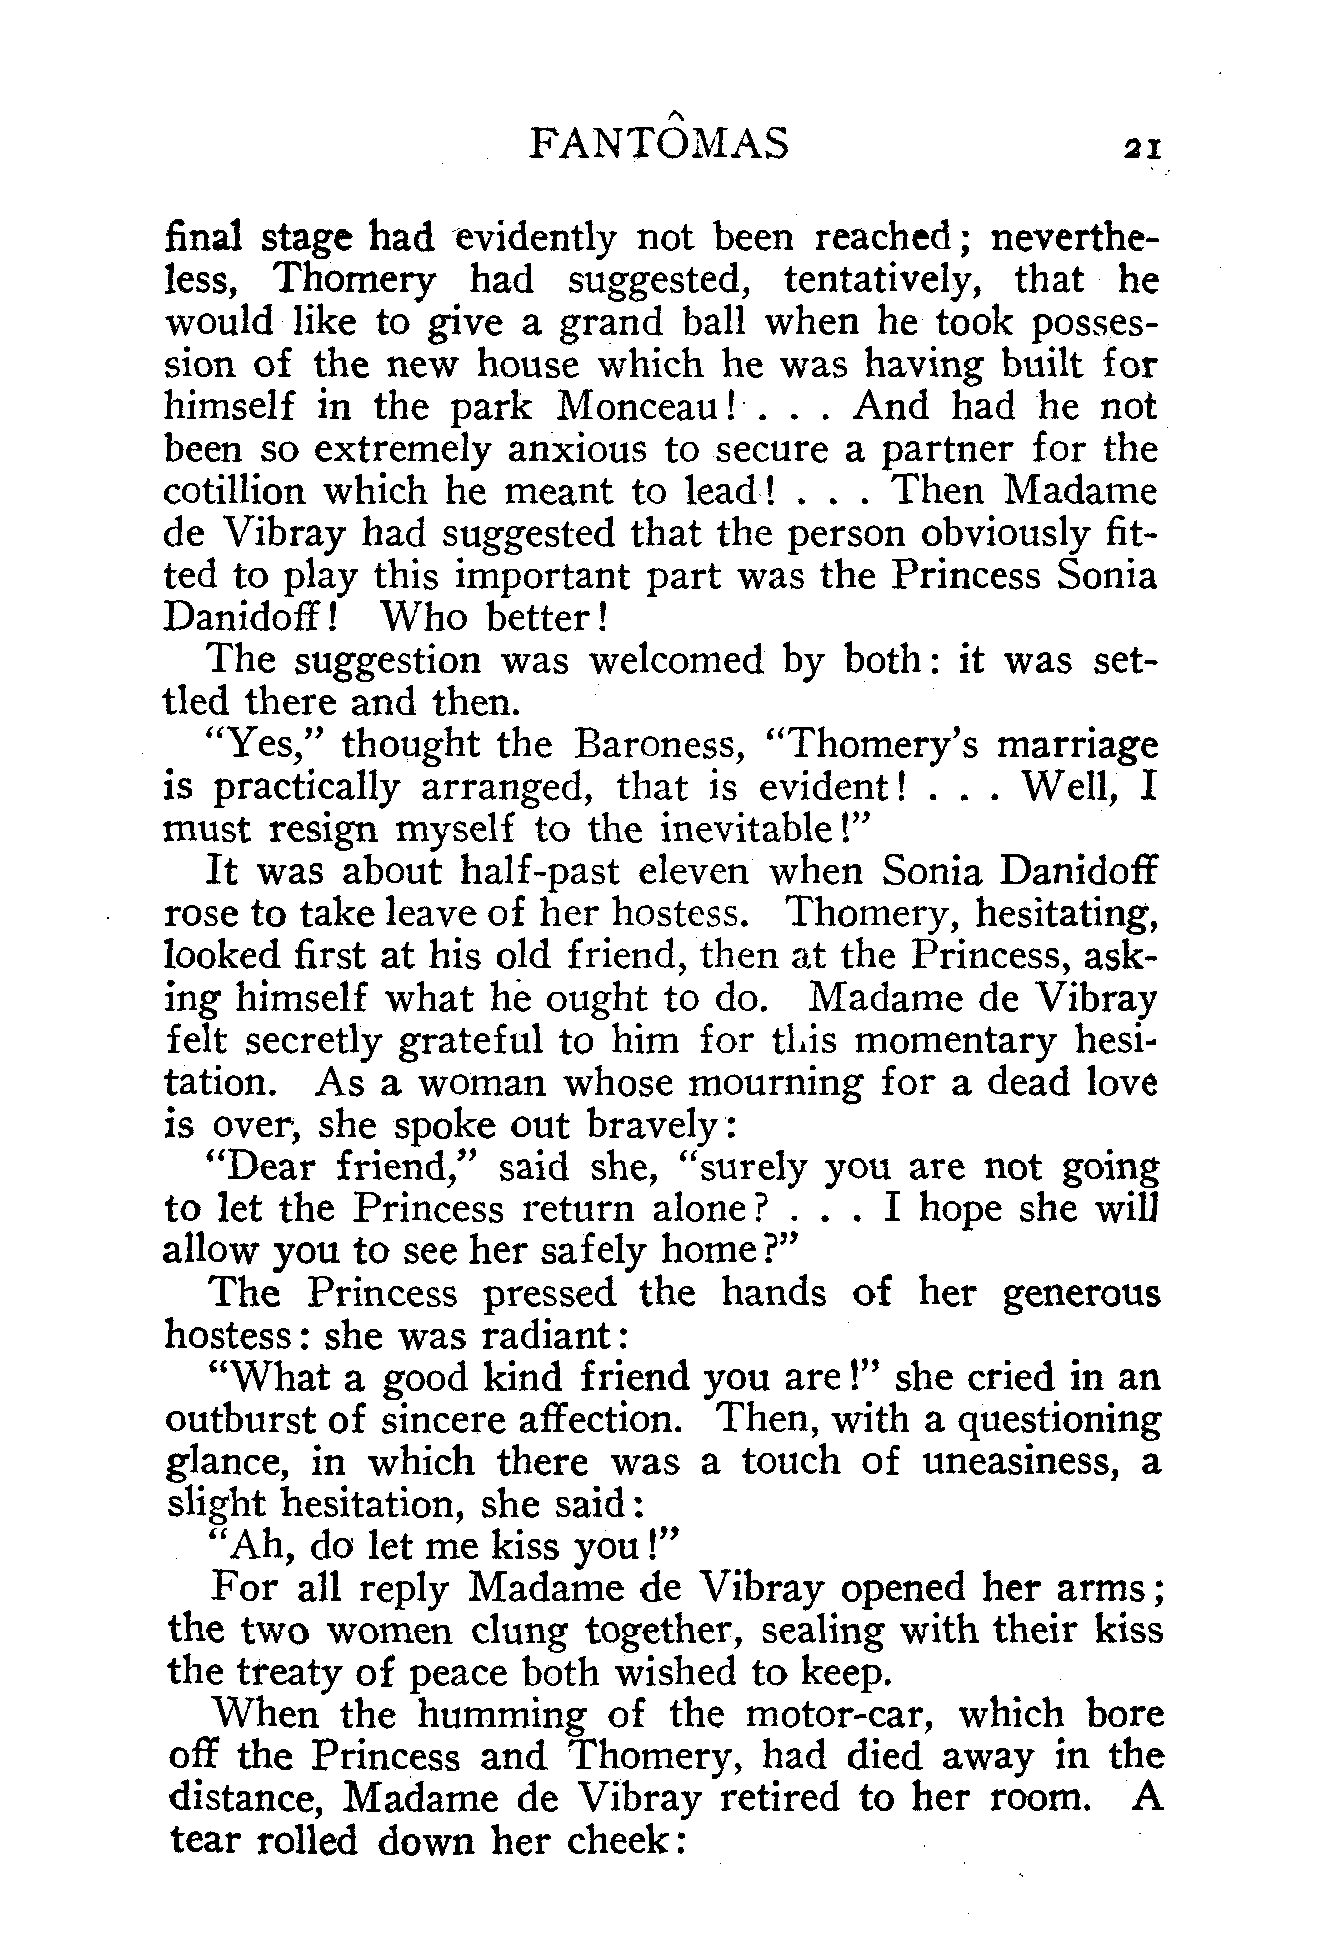 FANTÔMAS 21
final stage had evidently not been reached; neverthe-
less, Thomery had suggested, tentatively, that he
would like to give a grand ball when he took posses-
sion of the new house which he was having built for
himself in the park Monceau! . . . And had he not
been so extremely anxious to secure a partner for the
cotillion which he meant to lead! . . . Then Madame
de Vibray had suggested that the person obviously fit-
ted to play this important part was the Princess Sonia
Danidoff! Who better!
The suggestion was welcomed by both: it was set-
tled there and then.
"Yes," thought the Baroness, "Thomery's marriage
is practically arranged, that is evident! . . . Well, I
must resign myself to the inevitable!"
It was about half-past eleven when Sonia Danidoff
rose to take leave of her hostess. Thomery, hesitating,
looked first at his old friend, then at the Princess, ask-
ing himself what he ought to do. Madame de Vibray
felt secretly grateful to him for this momentary hesi-
tation. As a woman whose mourning for a dead love
is over, she spoke out bravely:
"Dear friend," said she, "surely you are not going
to let the Princess return alone? . . . I hope she will
allow you to see her safely home?"
The Princess pressed the hands of her generous
hostess: she was radiant:
"What a good kind friend you are!" she cried in an
outburst of sincere affection. Then, with a questioning
glance, in which there was a touch of uneasiness, a
slight hesitation, she said:
"Ah, do let me kiss you!"
For all reply Madame de Vibray opened her arms;
the two women clung together, sealing with their kiss
the treaty of peace both wished to keep.
When the humming of the motor-car, which bore
off the Princess and Thomery, had died away in the
distance, Madame de Vibray retired to her room. A
tear rolled down her cheek: